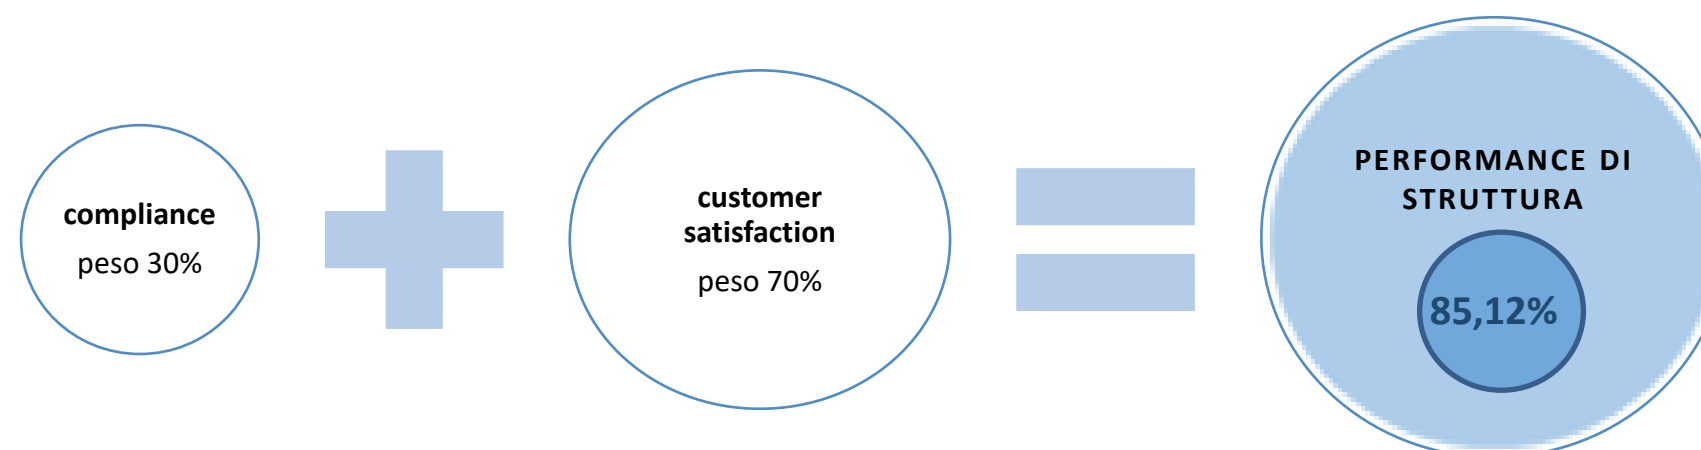 compliance
peso 30%
customer
satisfaction
peso 70%
PERFORMANCE DI
STRUTTURA
85,12%